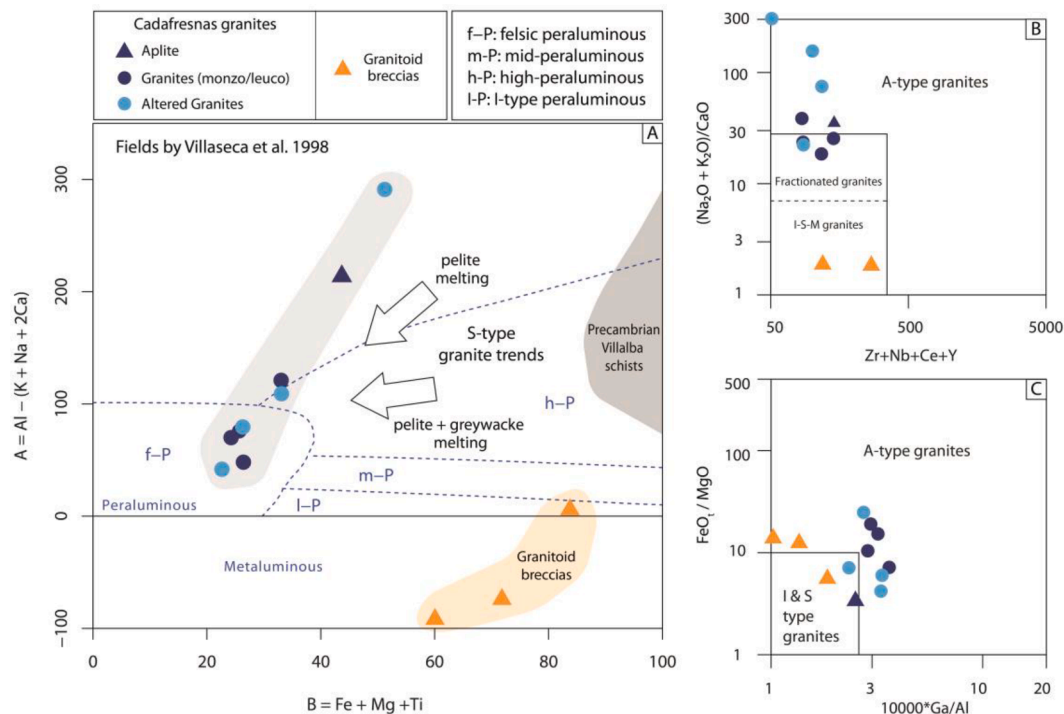 Cadafresnas granites
Aplite
Granites (monzo/leuco)
Altered Granites
Granitoid
breccias
f–P: felsic peraluminous
m-P: mid-peraluminous
h-P: high-peraluminous
I-P: I-type peraluminous
A
Fields by Villaseca et al. 1998
300
200
100
0
−100
A = Al − (K + Na + 2Ca)
pelite
melting
S-type
granite trends
Precambrian
Villalba
schists
h–P
pelite + greywacke
melting
f–P
m–P
I–P
Peraluminous
Metaluminous
Granitoid
breccias
0
20
40
60
80
100
B = Fe + Mg +Ti
B
300
100
30
10
3
1
(Na₂O + K₂O)/CaO
A-type granites
Fractionated granites
I-S-M granites
50
500
5000
Zr+Nb+Ce+Y
C
500
100
10
1
FeOₜ / MgO
A-type granites
I & S
type
granites
1
3
10
20
10000*Ga/Al